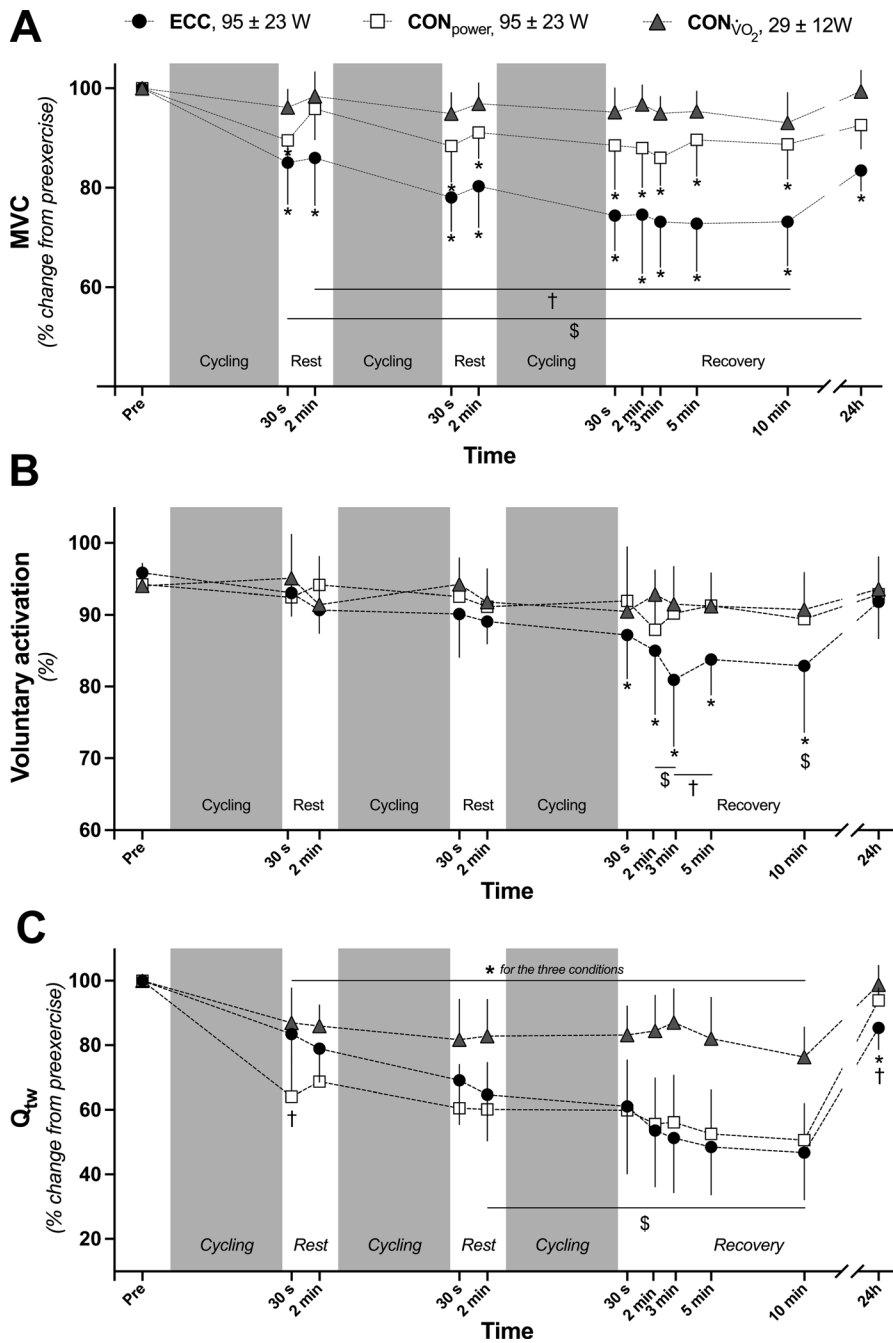 A
ECC, 95 ± 23 W
CONpower, 95 ± 23 W
CONV̇O2, 29 ± 12W
MVC
(% change from preexercise)
100
80
60
* * * * * * * * * * * * * * * * * * *
†
$
Cycling Rest Cycling Rest Cycling Recovery
Pre 30 s 2 min 30 s 2 min 30 s 2 min 3 min 5 min 10 min 24h
Time
B
Voluntary activation
(%)
100
90
80
70
60
* * * * *
$ † $
Cycling Rest Cycling Rest Cycling Recovery
Pre 30 s 2 min 30 s 2 min 30 s 2 min 3 min 5 min 10 min 24h
Time
C
Qtw
(% change from preexercise)
100
80
60
40
20
* for the three conditions
†
*
†
$
Cycling Rest Cycling Rest Cycling Recovery
Pre 30 s 2 min 30 s 2 min 30 s 2 min 3 min 5 min 10 min 24h
Time